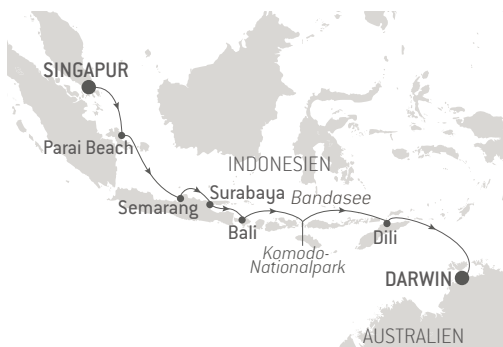 SINGAPUR
Parai Beach
INDONESIEN
Semarang
Surabaya
Bandasee
Bali
Dili
Komodo-
Nationalpark
DARWIN
AUSTRALIEN